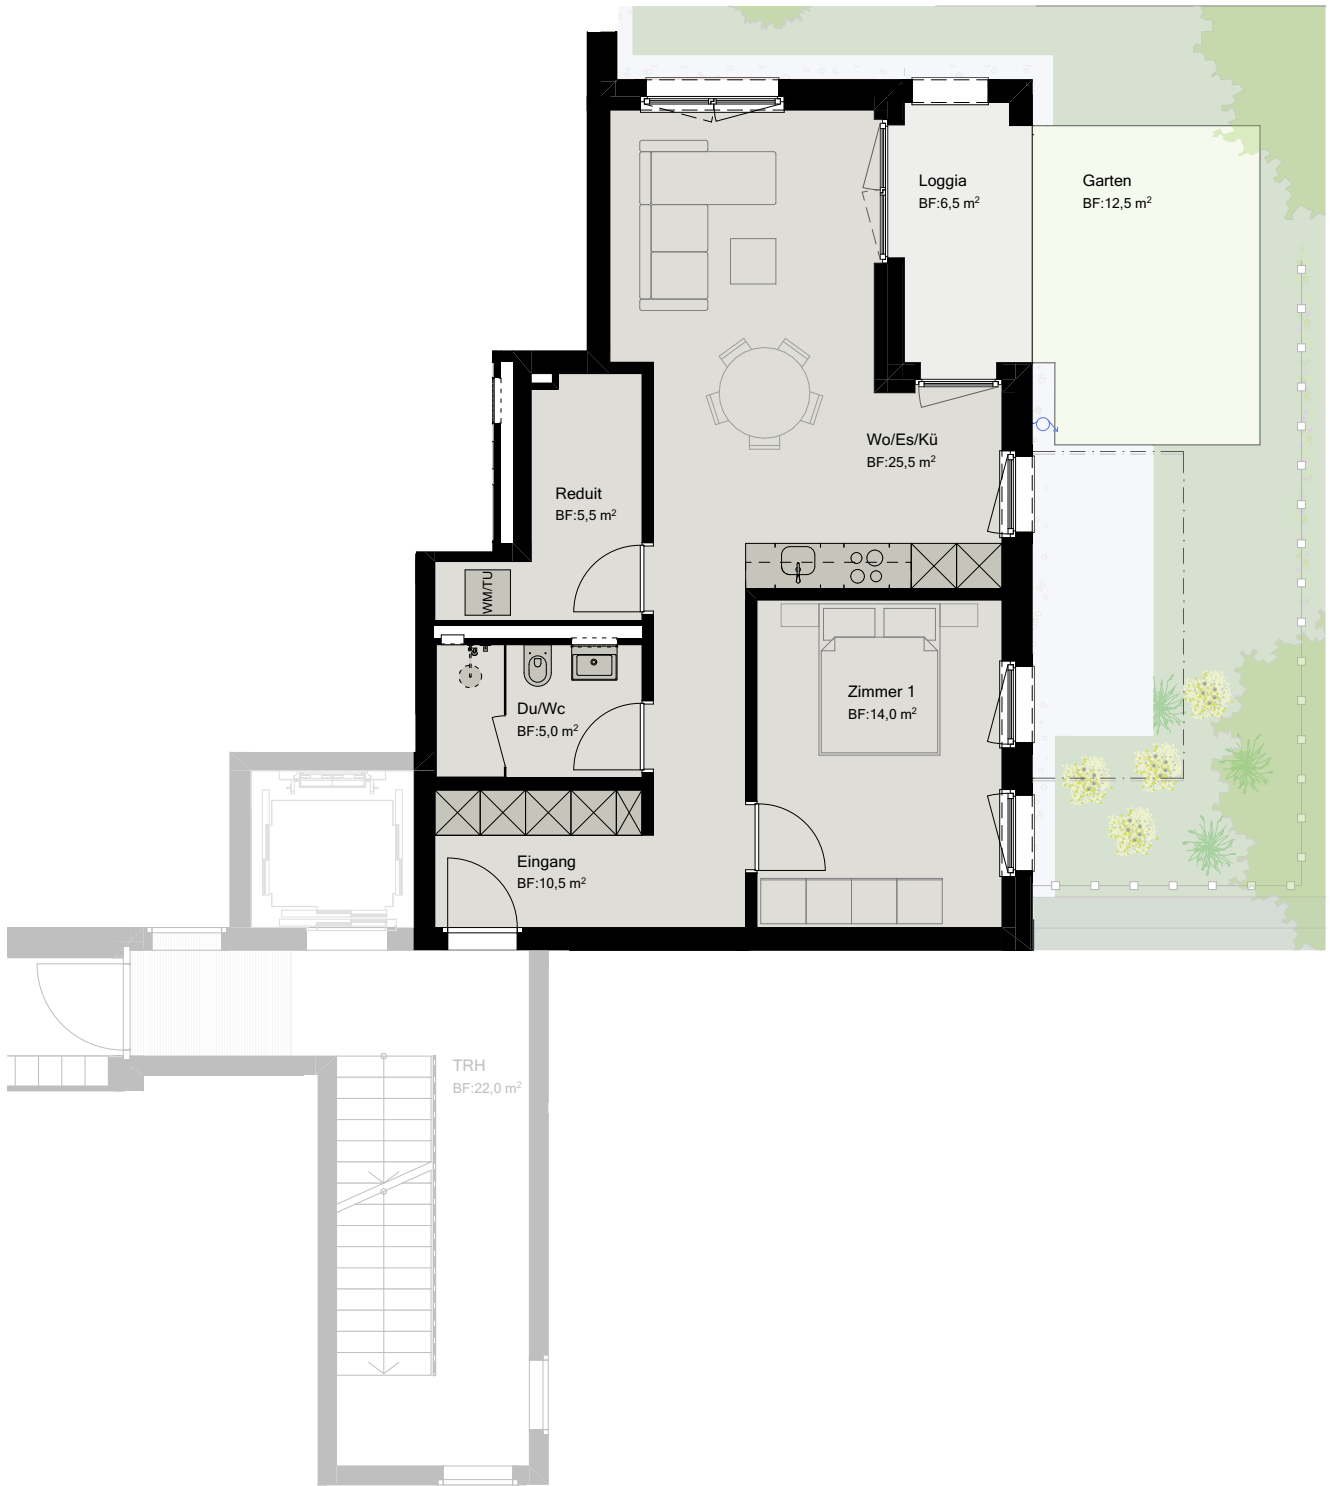 Loggia
BF:6,5 m²
Garten
BF:12,5 m²
Wo/Es/Kü
BF:25,5 m²
Reduit
BF:5,5 m²
WM/TU
Du/Wc
BF:5,0 m²
Zimmer 1
BF:14,0 m²
Eingang
BF:10,5 m²
TRH
BF:22,0 m²